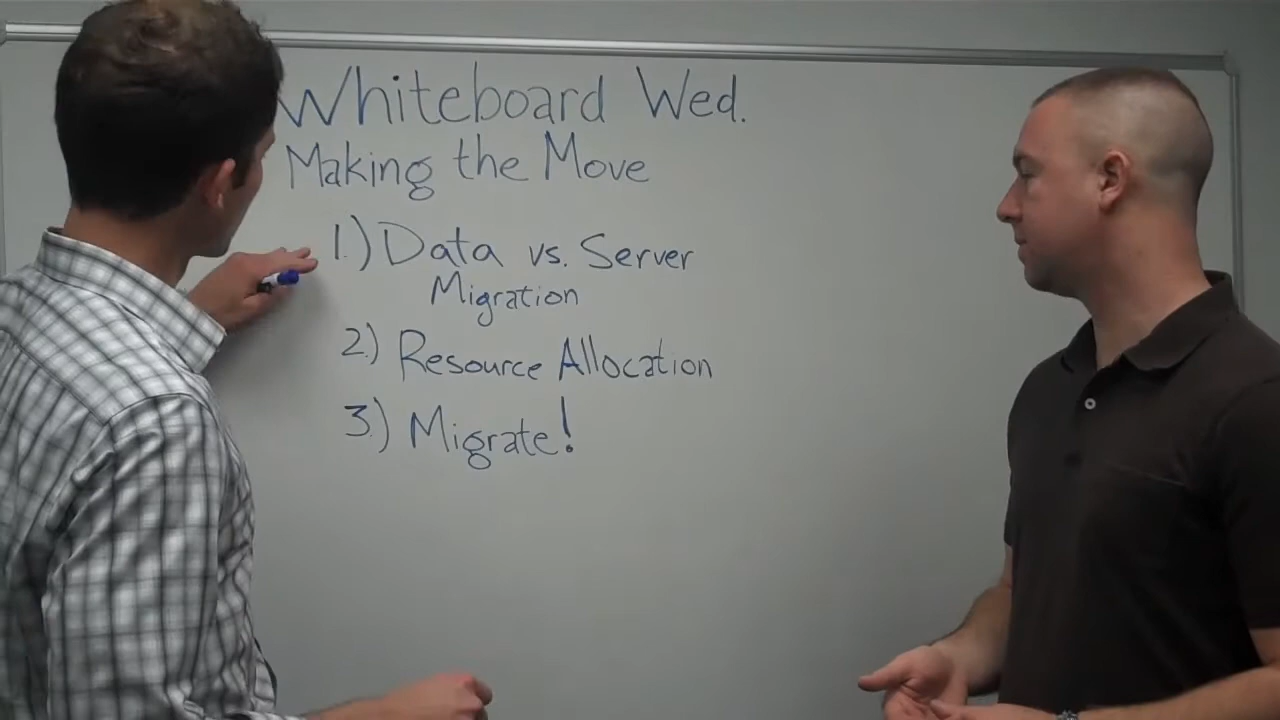 Whiteboard Wed.
Making the Move
1.) Data vs. Server
Migration
2.) Resource Allocation
3.) Migrate!